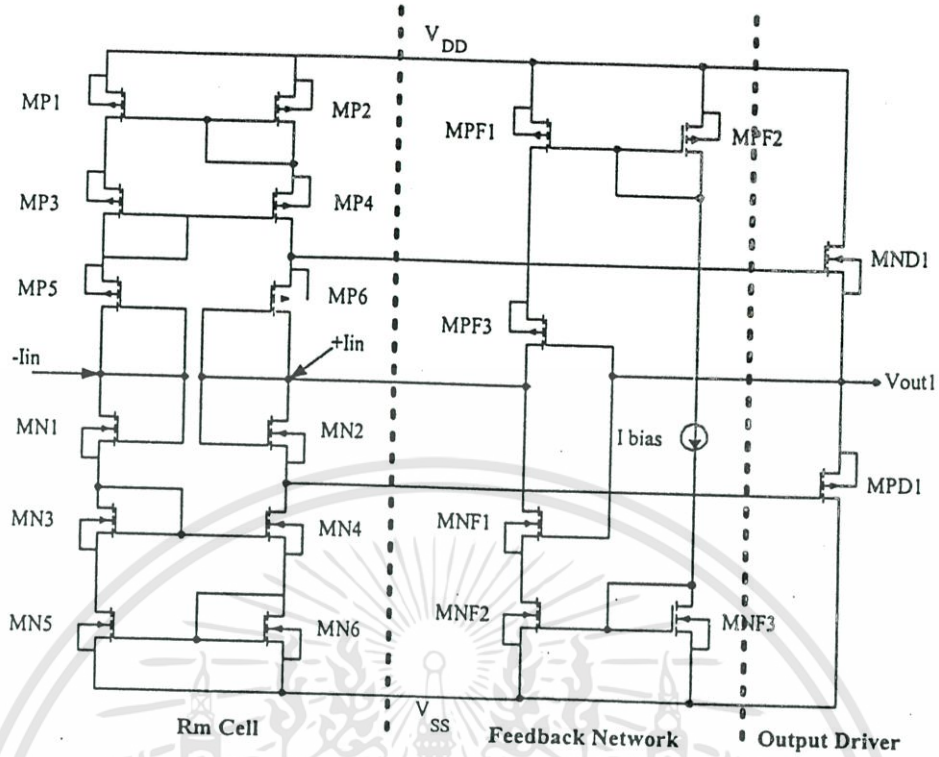 V DD
MP1
MP2
MPF1
MPF2
MP3
MP4
MND1
MP5
MP6
MPF3
-Iin
+Iin
Vout1
MN1
MN2
I bias
MPD1
MN3
MN4
MNF1
MN5
MN6
MNF2
MNF3
V SS
Rm Cell
Feedback Network
Output Driver